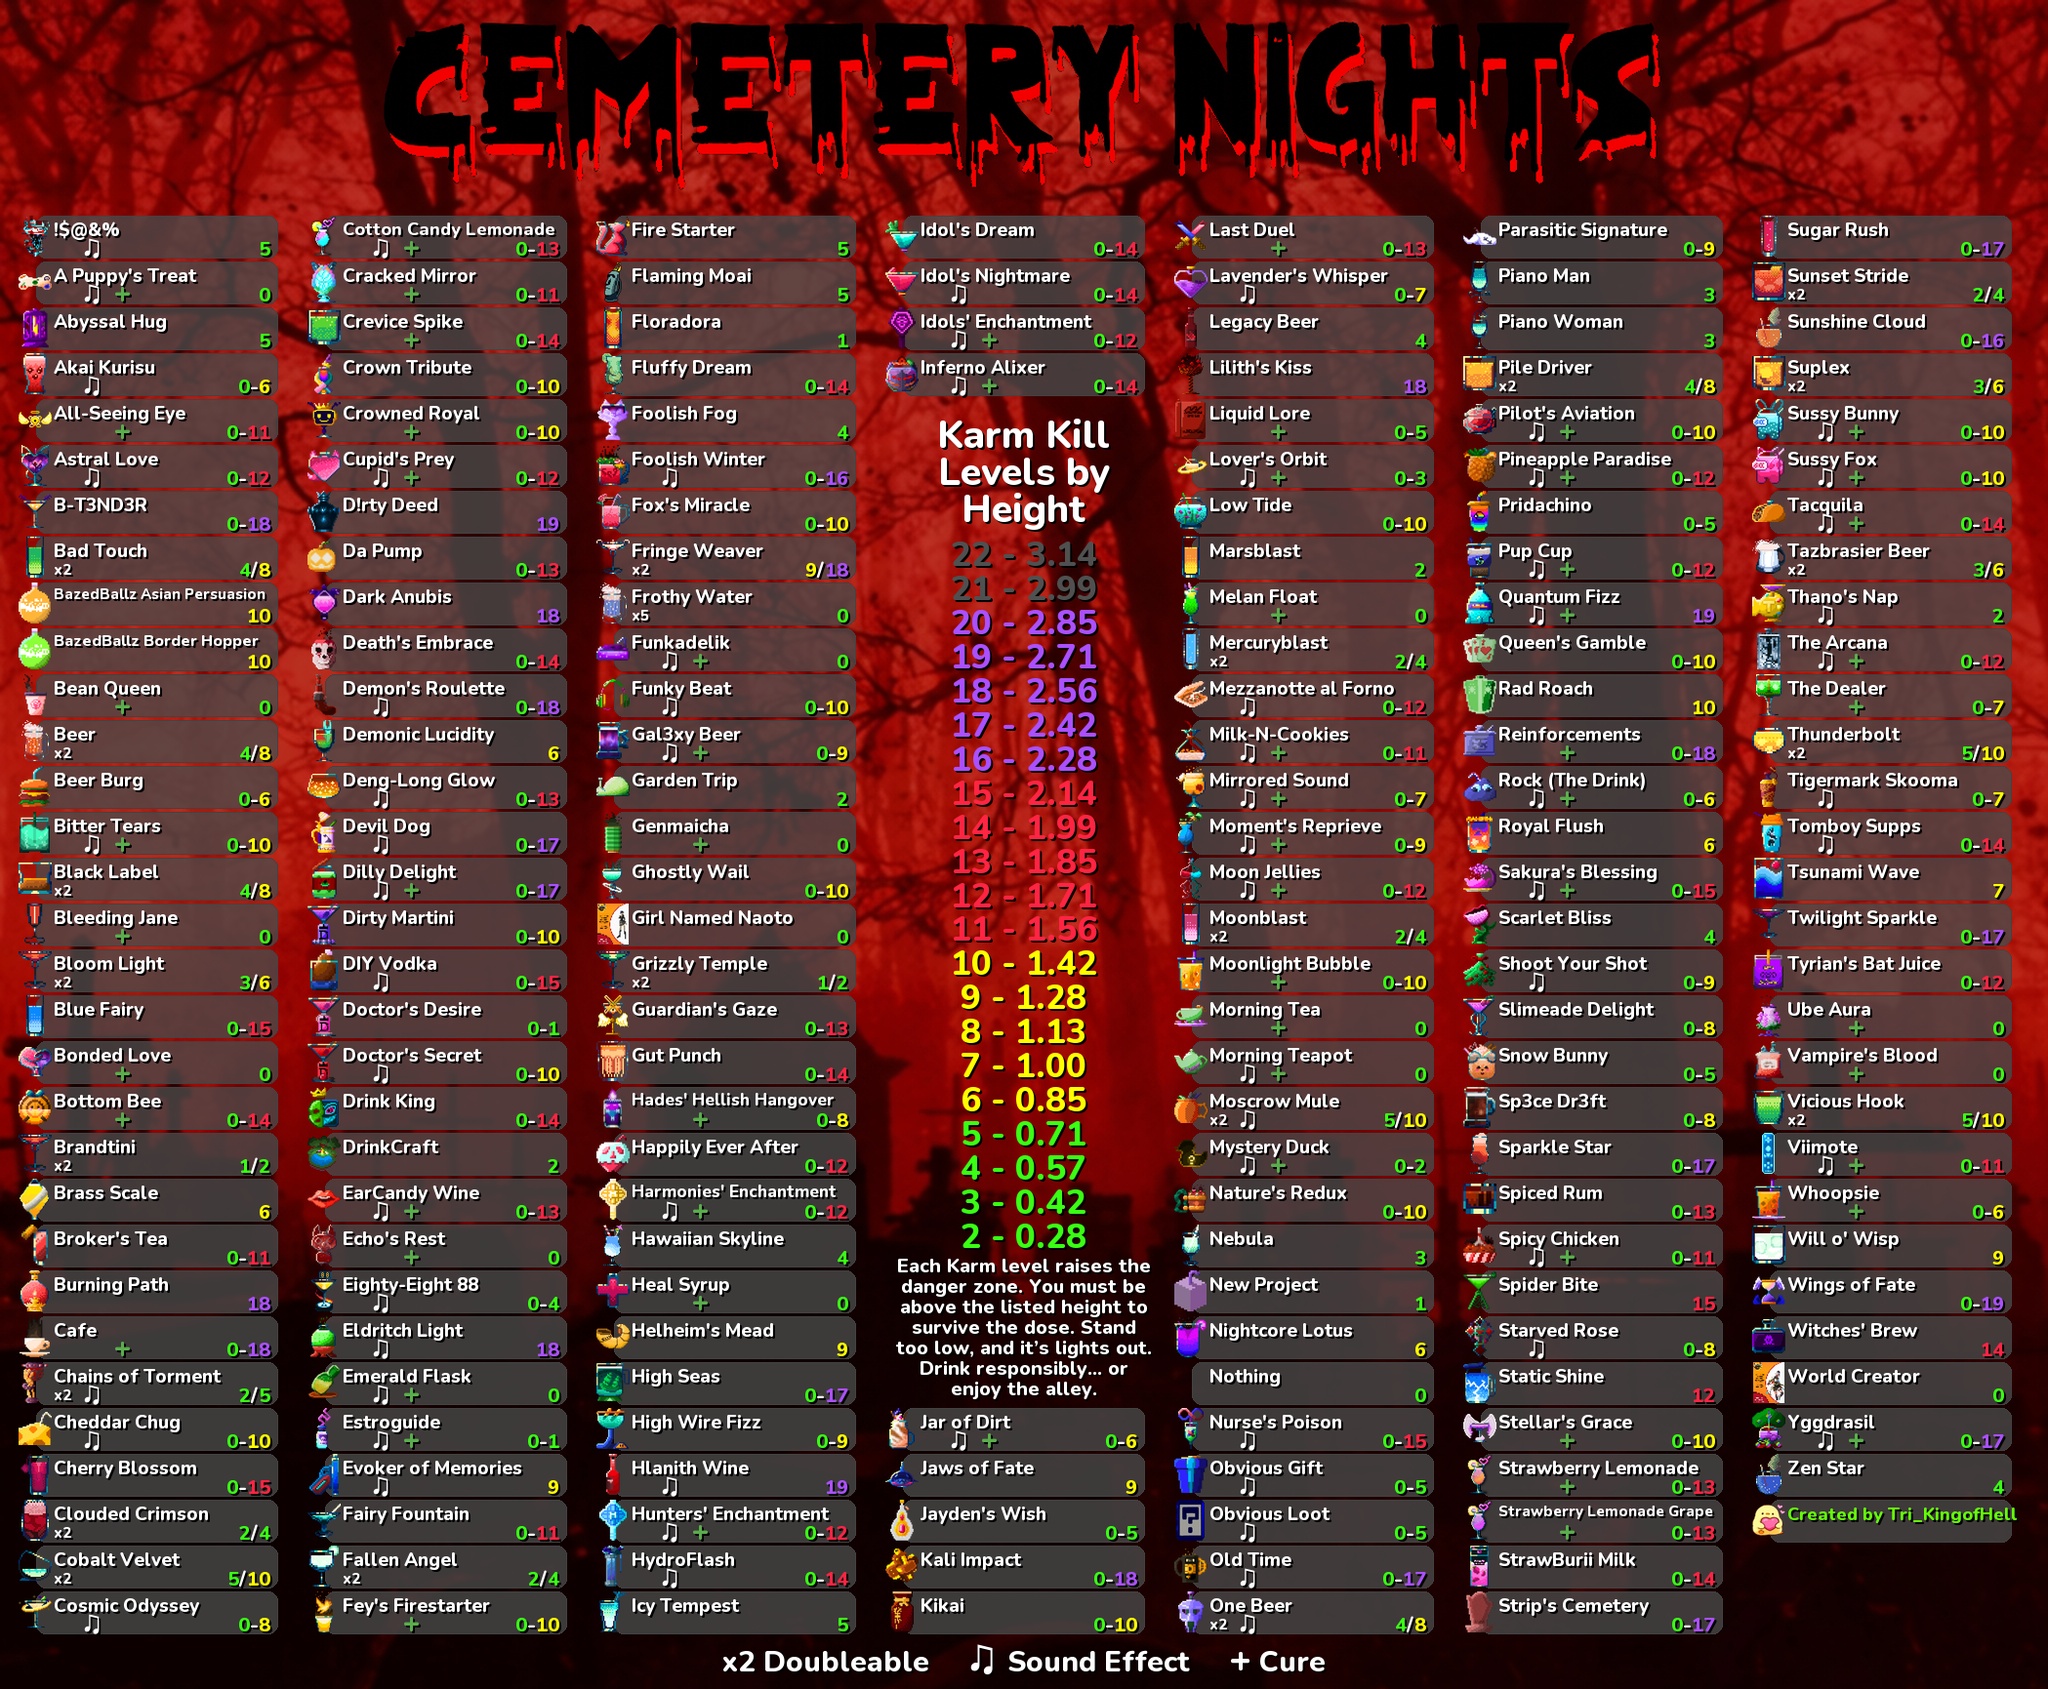 CEMETERY NIGHTS
!$@&%
♫ 5
A Puppy's Treat
♫ + 0
Abyssal Hug
5
Akai Kurisu
♫ 0-6
All-Seeing Eye
+ 0-11
Astral Love
♫ 0-12
B-T3ND3R
0-18
Bad Touch
x2 4/8
BazedBallz Asian Persuasion
10
BazedBallz Border Hopper
10
Bean Queen
+ 0
Beer
x2 4/8
Beer Burg
0-6
Bitter Tears
♫ + 0-10
Black Label
x2 4/8
Bleeding Jane
+ 0
Bloom Light
x2 3/6
Blue Fairy
0-15
Bonded Love
+ 0
Bottom Bee
+ 0-14
Brandtini
x2 1/2
Brass Scale
6
Broker's Tea
0-11
Burning Path
18
Cafe
+ 0-18
Chains of Torment
x2 ♫ 2/5
Cheddar Chug
♫ 0-10
Cherry Blossom
0-15
Clouded Crimson
x2 2/4
Cobalt Velvet
x2 5/10
Cosmic Odyssey
♫ 0-8
Cotton Candy Lemonade
♫ + 0-13
Cracked Mirror
+ 0-11
Crevice Spike
+ 0-14
Crown Tribute
0-10
Crowned Royal
+ 0-10
Cupid's Prey
♫ + 0-12
D!rty Deed
19
Da Pump
0-13
Dark Anubis
18
Death's Embrace
0-14
Demon's Roulette
♫ 0-18
Demonic Lucidity
6
Deng-Long Glow
♫ 0-13
Devil Dog
♫ 0-17
Dilly Delight
♫ + 0-17
Dirty Martini
0-10
DIY Vodka
♫ 0-15
Doctor's Desire
0-1
Doctor's Secret
♫ 0-10
Drink King
0-14
DrinkCraft
2
EarCandy Wine
♫ + 0-13
Echo's Rest
+ 0
Eighty-Eight 88
♫ 0-4
Eldritch Light
♫ 18
Emerald Flask
♫ + 0
Estroguide
♫ + 0-1
Evoker of Memories
♫ 9
Fairy Fountain
0-11
Fallen Angel
x2 2/4
Fey's Firestarter
+ 0-10
Fire Starter
5
Flaming Moai
5
Floradora
1
Fluffy Dream
0-14
Foolish Fog
4
Foolish Winter
♫ 0-16
Fox's Miracle
0-10
Fringe Weaver
x2 9/18
Frothy Water
x5 0
Funkadelik
♫ + 0
Funky Beat
♫ 0-10
Gal3xy Beer
♫ + 0-9
Garden Trip
2
Genmaicha
+ 0
Ghostly Wail
0-10
Girl Named Naoto
0
Grizzly Temple
x2 1/2
Guardian's Gaze
0-13
Gut Punch
0-14
Hades' Hellish Hangover
+ 0-8
Happily Ever After
0-12
Harmonies' Enchantment
♫ + 0-12
Hawaiian Skyline
4
Heal Syrup
+ 0
Helheim's Mead
9
High Seas
0-17
High Wire Fizz
0-9
Hlanith Wine
19
Hunters' Enchantment
♫ + 0-12
HydroFlash
♫ 0-14
Icy Tempest
5
Idol's Dream
0-14
Idol's Nightmare
♫ 0-14
Idols' Enchantment
♫ + 0-12
Inferno Alixer
♫ + 0-14
Karm Kill
Levels by
Height
22 - 3.14
21 - 2.99
20 - 2.85
19 - 2.71
18 - 2.56
17 - 2.42
16 - 2.28
15 - 2.14
14 - 1.99
13 - 1.85
12 - 1.71
11 - 1.56
10 - 1.42
9 - 1.28
8 - 1.13
7 - 1.00
6 - 0.85
5 - 0.71
4 - 0.57
3 - 0.42
2 - 0.28
Each Karm level raises the
danger zone. You must be
above the listed height to
survive the dose. Stand
too low, and it's lights out.
Drink responsibly... or
enjoy the alley.
Jar of Dirt
♫ + 0-6
Jaws of Fate
9
Jayden's Wish
0-5
Kali Impact
0-18
Kikai
0-10
Last Duel
+ 0-13
Lavender's Whisper
♫ 0-7
Legacy Beer
4
Lilith's Kiss
18
Liquid Lore
+ 0-5
Lover's Orbit
♫ + 0-3
Low Tide
0-10
Marsblast
2
Melan Float
+ 0
Mercuryblast
x2 2/4
Mezzanotte al Forno
♫ 0-12
Milk-N-Cookies
♫ + 0-11
Mirrored Sound
♫ + 0-7
Moment's Reprieve
♫ + 0-9
Moon Jellies
♫ + 0-12
Moonblast
x2 2/4
Moonlight Bubble
+ 0-10
Morning Tea
+ 0
Morning Teapot
♫ + 0
Moscrow Mule
x2 ♫ 5/10
Mystery Duck
♫ + 0-2
Nature's Redux
0-10
Nebula
3
New Project
1
Nightcore Lotus
6
Nothing
0
Nurse's Poison
♫ 0-15
Obvious Gift
♫ 0-5
Obvious Loot
♫ 0-5
Old Time
♫ 0-17
One Beer
x2 ♫ 4/8
Parasitic Signature
0-9
Piano Man
3
Piano Woman
3
Pile Driver
x2 4/8
Pilot's Aviation
♫ + 0-10
Pineapple Paradise
♫ + 0-12
Pridachino
0-5
Pup Cup
♫ + 0-12
Quantum Fizz
♫ + 19
Queen's Gamble
0-10
Rad Roach
10
Reinforcements
+ 0-18
Rock (The Drink)
♫ + 0-6
Royal Flush
6
Sakura's Blessing
♫ + 0-15
Scarlet Bliss
4
Shoot Your Shot
♫ 0-9
Slimeade Delight
0-8
Snow Bunny
0-5
Sp3ce Dr3ft
0-8
Sparkle Star
0-17
Spiced Rum
0-13
Spicy Chicken
♫ + 0-11
Spider Bite
15
Starved Rose
♫ 0-8
Static Shine
12
Stellar's Grace
+ 0-10
Strawberry Lemonade
+ 0-13
Strawberry Lemonade Grape
+ 0-13
StrawBurii Milk
0-14
Strip's Cemetery
0-17
Sugar Rush
0-17
Sunset Stride
x2 2/4
Sunshine Cloud
0-16
Suplex
x2 3/6
Sussy Bunny
♫ + 0-10
Sussy Fox
♫ + 0-10
Tacquila
♫ + 0-14
Tazbrasier Beer
x2 3/6
Thano's Nap
♫ 2
The Arcana
♫ + 0-12
The Dealer
+ 0-7
Thunderbolt
x2 5/10
Tigermark Skooma
♫ 0-7
Tomboy Supps
♫ 0-14
Tsunami Wave
7
Twilight Sparkle
0-17
Tyrian's Bat Juice
0-12
Ube Aura
+ 0
Vampire's Blood
+ 0
Vicious Hook
x2 5/10
Viimote
♫ + 0-11
Whoopsie
+ 0-6
Will o' Wisp
9
Wings of Fate
0-19
Witches' Brew
14
World Creator
0
Yggdrasil
♫ + 0-17
Zen Star
4
Created by Tri_KingofHell
x2 Doubleable ♫ Sound Effect + Cure